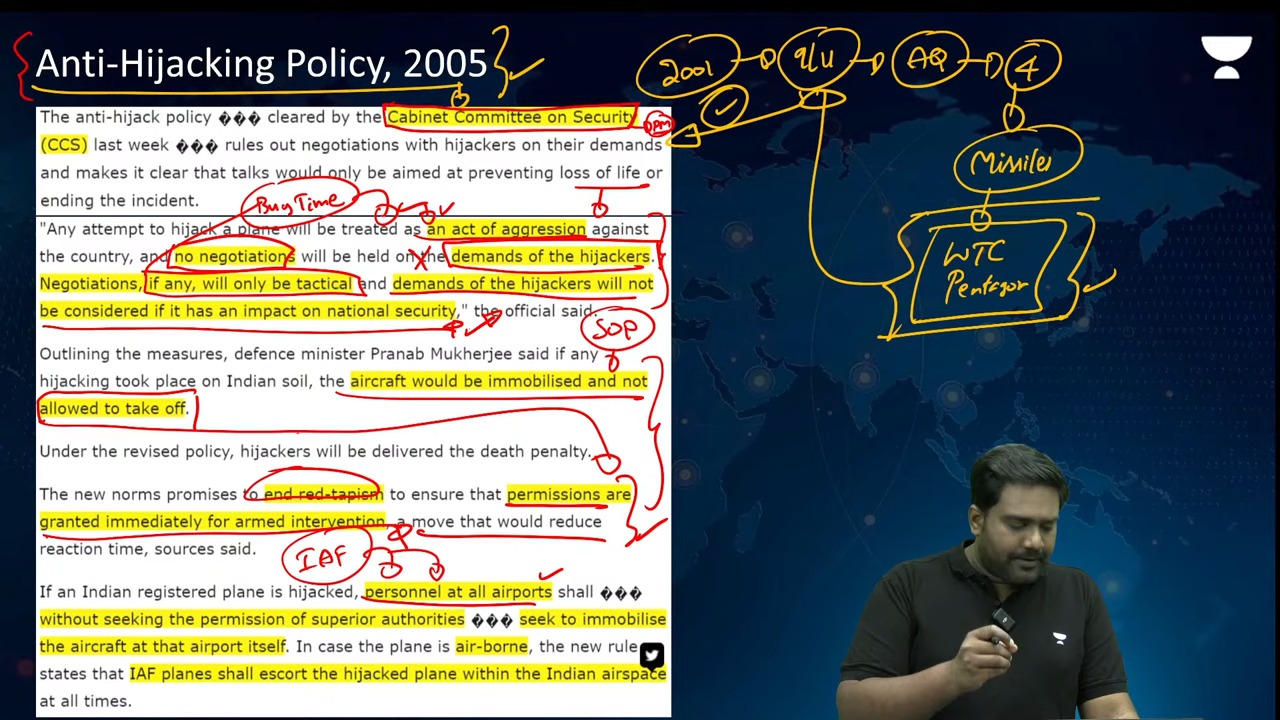 Anti-Hijacking Policy, 2005
2001
9/11
AQ
4
Missiles
WTC
Pentagon
The anti-hijack policy ��� cleared by the Cabinet Committee on Security
DPM
(CCS) last week ��� rules out negotiations with hijackers on their demands
and makes it clear that talks would only be aimed at preventing loss of life or
ending the incident.
Buy Time
"Any attempt to hijack a plane will be treated as an act of aggression against
the country, and no negotiations will be held on the demands of the hijackers.
Negotiations, if any, will only be tactical and demands of the hijackers will not
be considered if it has an impact on national security," the official said.
SOP
Outlining the measures, defence minister Pranab Mukherjee said if any
hijacking took place on Indian soil, the aircraft would be immobilised and not
allowed to take off.
Under the revised policy, hijackers will be delivered the death penalty.
The new norms promises to end red-tapism to ensure that permissions are
granted immediately for armed intervention, a move that would reduce
reaction time, sources said.
IAF
If an Indian registered plane is hijacked, personnel at all airports shall ���
without seeking the permission of superior authorities ��� seek to immobilise
the aircraft at that airport itself. In case the plane is air-borne, the new rule
states that IAF planes shall escort the hijacked plane within the Indian airspace
at all times.